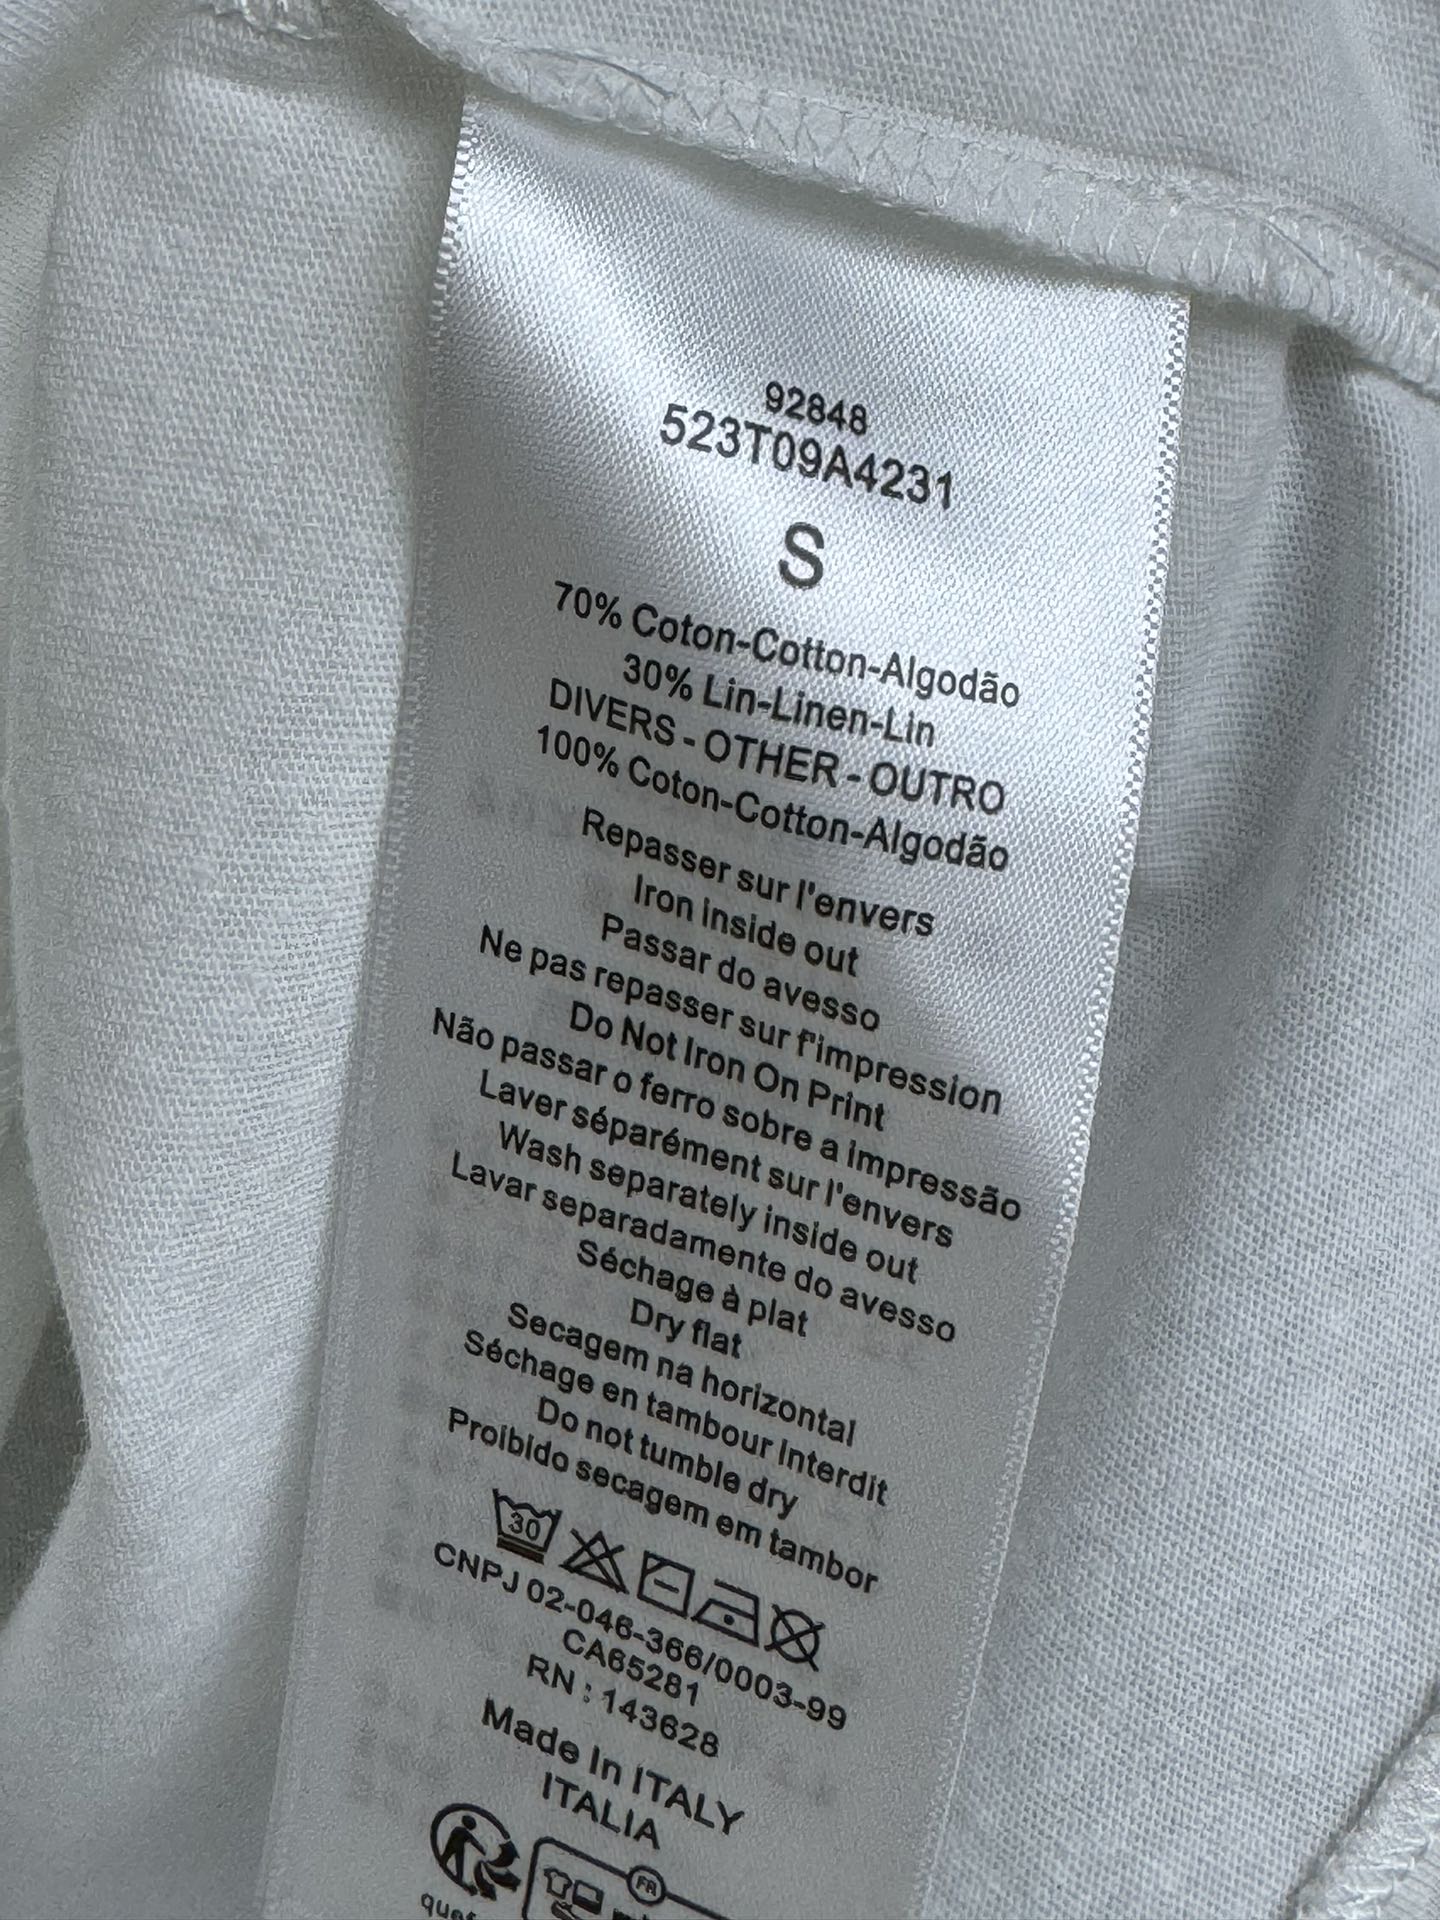 92848
523T09A4231
S
70% Coton-Cotton-Algodão
30% Lin-Linen-Lin
DIVERS - OTHER - OUTRO
100% Coton-Cotton-Algodão
Repasser sur l'envers
Iron inside out
Passar do avesso
Ne pas repasser sur f'impression
Do Not Iron On Print
Não passar o ferro sobre a impressão
Laver séparément sur l'envers
Wash separately inside out
Lavar separadamente do avesso
Séchage à plat
Dry flat
Secagem na horizontal
Séchage en tambour interdit
Do not tumble dry
Proibido secagem em tambor
30
CNPJ 02-046-366/0003-99
CA65281
RN : 143628
Made In ITALY
ITALIA
FR